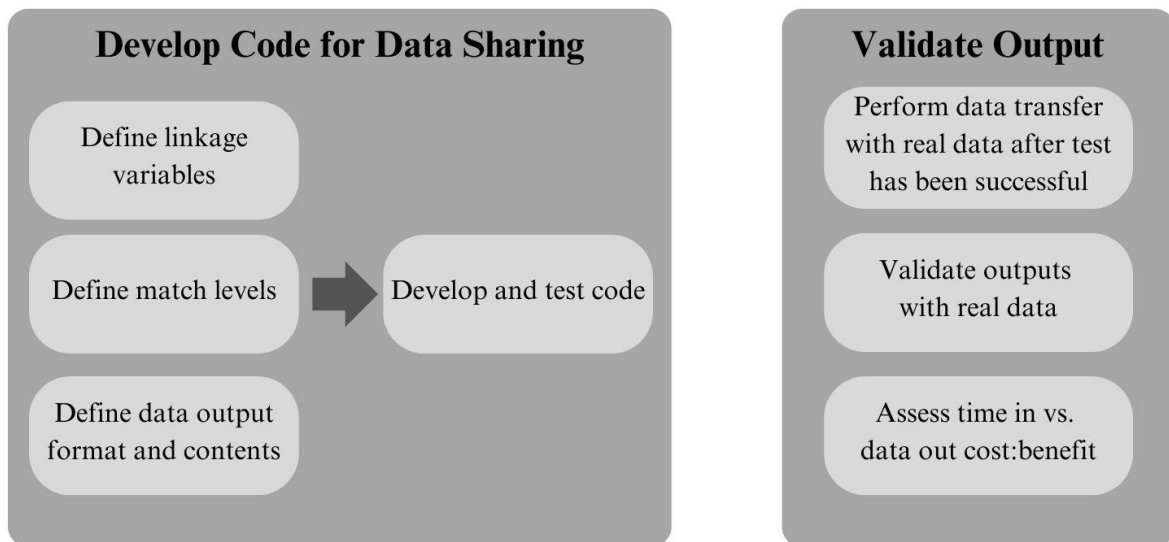 Develop Code for Data Sharing
Define linkage
variables
Define match levels
Define data output
format and contents
Develop and test code
Validate Output
Perform data transfer
with real data after test
has been successful
Validate outputs
with real data
Assess time in vs.
data out cost:benefit